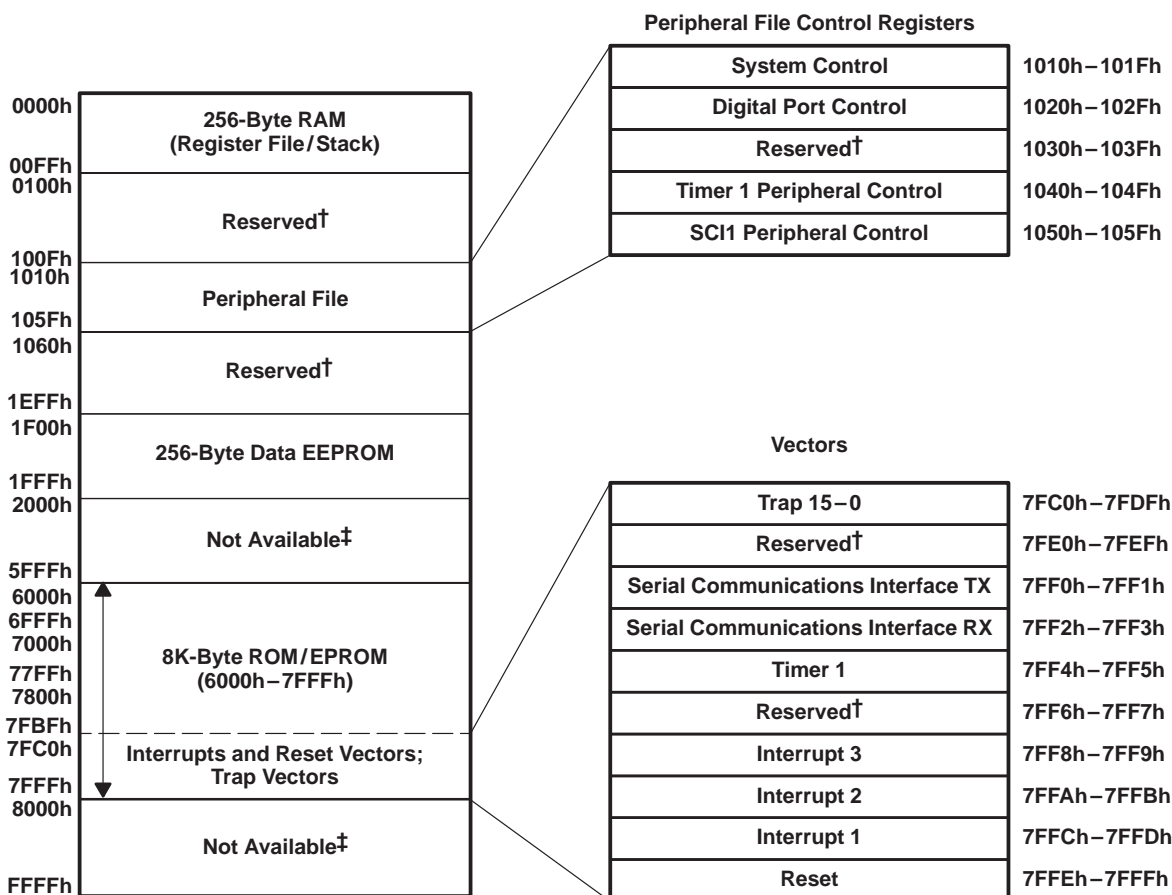 Peripheral File Control Registers
System Control 1010h–101Fh
Digital Port Control 1020h–102Fh
Reserved† 1030h–103Fh
Timer 1 Peripheral Control 1040h–104Fh
SCI1 Peripheral Control 1050h–105Fh
0000h
256-Byte RAM
(Register File/Stack)
00FFh
0100h
Reserved†
100Fh
1010h
Peripheral File
105Fh
1060h
Reserved†
1EFFh
1F00h
256-Byte Data EEPROM
1FFFh
2000h
Not Available‡
5FFFh
6000h
6FFFh
7000h
8K-Byte ROM/EPROM
(6000h–7FFFh)
77FFh
7800h
7FBFh
7FC0h
Interrupts and Reset Vectors;
Trap Vectors
7FFFh
8000h
Not Available‡
FFFFh
Vectors
Trap 15–0 7FC0h–7FDFh
Reserved† 7FE0h–7FEFh
Serial Communications Interface TX 7FF0h–7FF1h
Serial Communications Interface RX 7FF2h–7FF3h
Timer 1 7FF4h–7FF5h
Reserved† 7FF6h–7FF7h
Interrupt 3 7FF8h–7FF9h
Interrupt 2 7FFAh–7FFBh
Interrupt 1 7FFCh–7FFDh
Reset 7FFEh–7FFFh